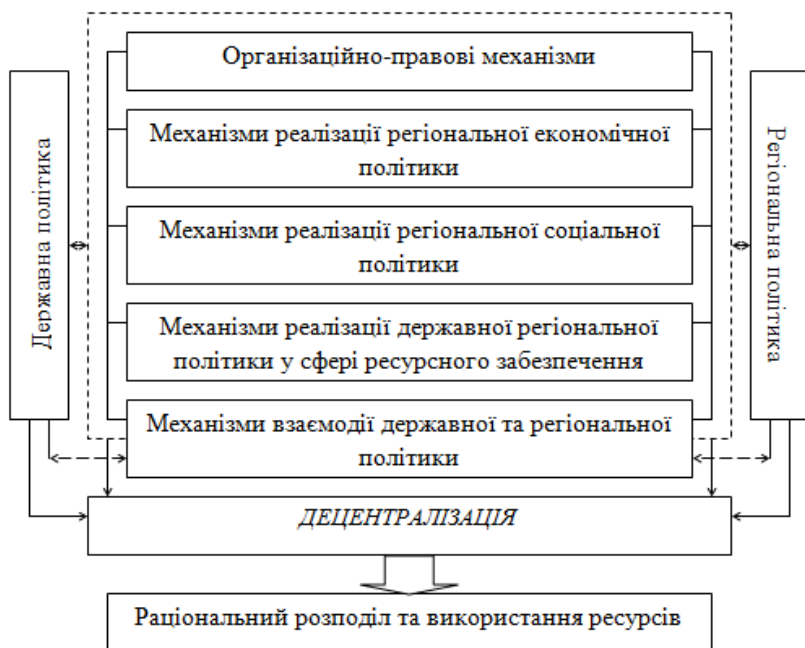 Організаційно-правові механізми
Державна політика
Механізми реалізації регіональної економічної
політики
Механізми реалізації регіональної соціальної
політики
Механізми реалізації державної регіональної
політики у сфері ресурсного забезпечення
Механізми взаємодії державної та регіональної
політики
Регіональна політика
ДЕЦЕНТРАЛІЗАЦІЯ
Раціональний розподіл та використання ресурсів